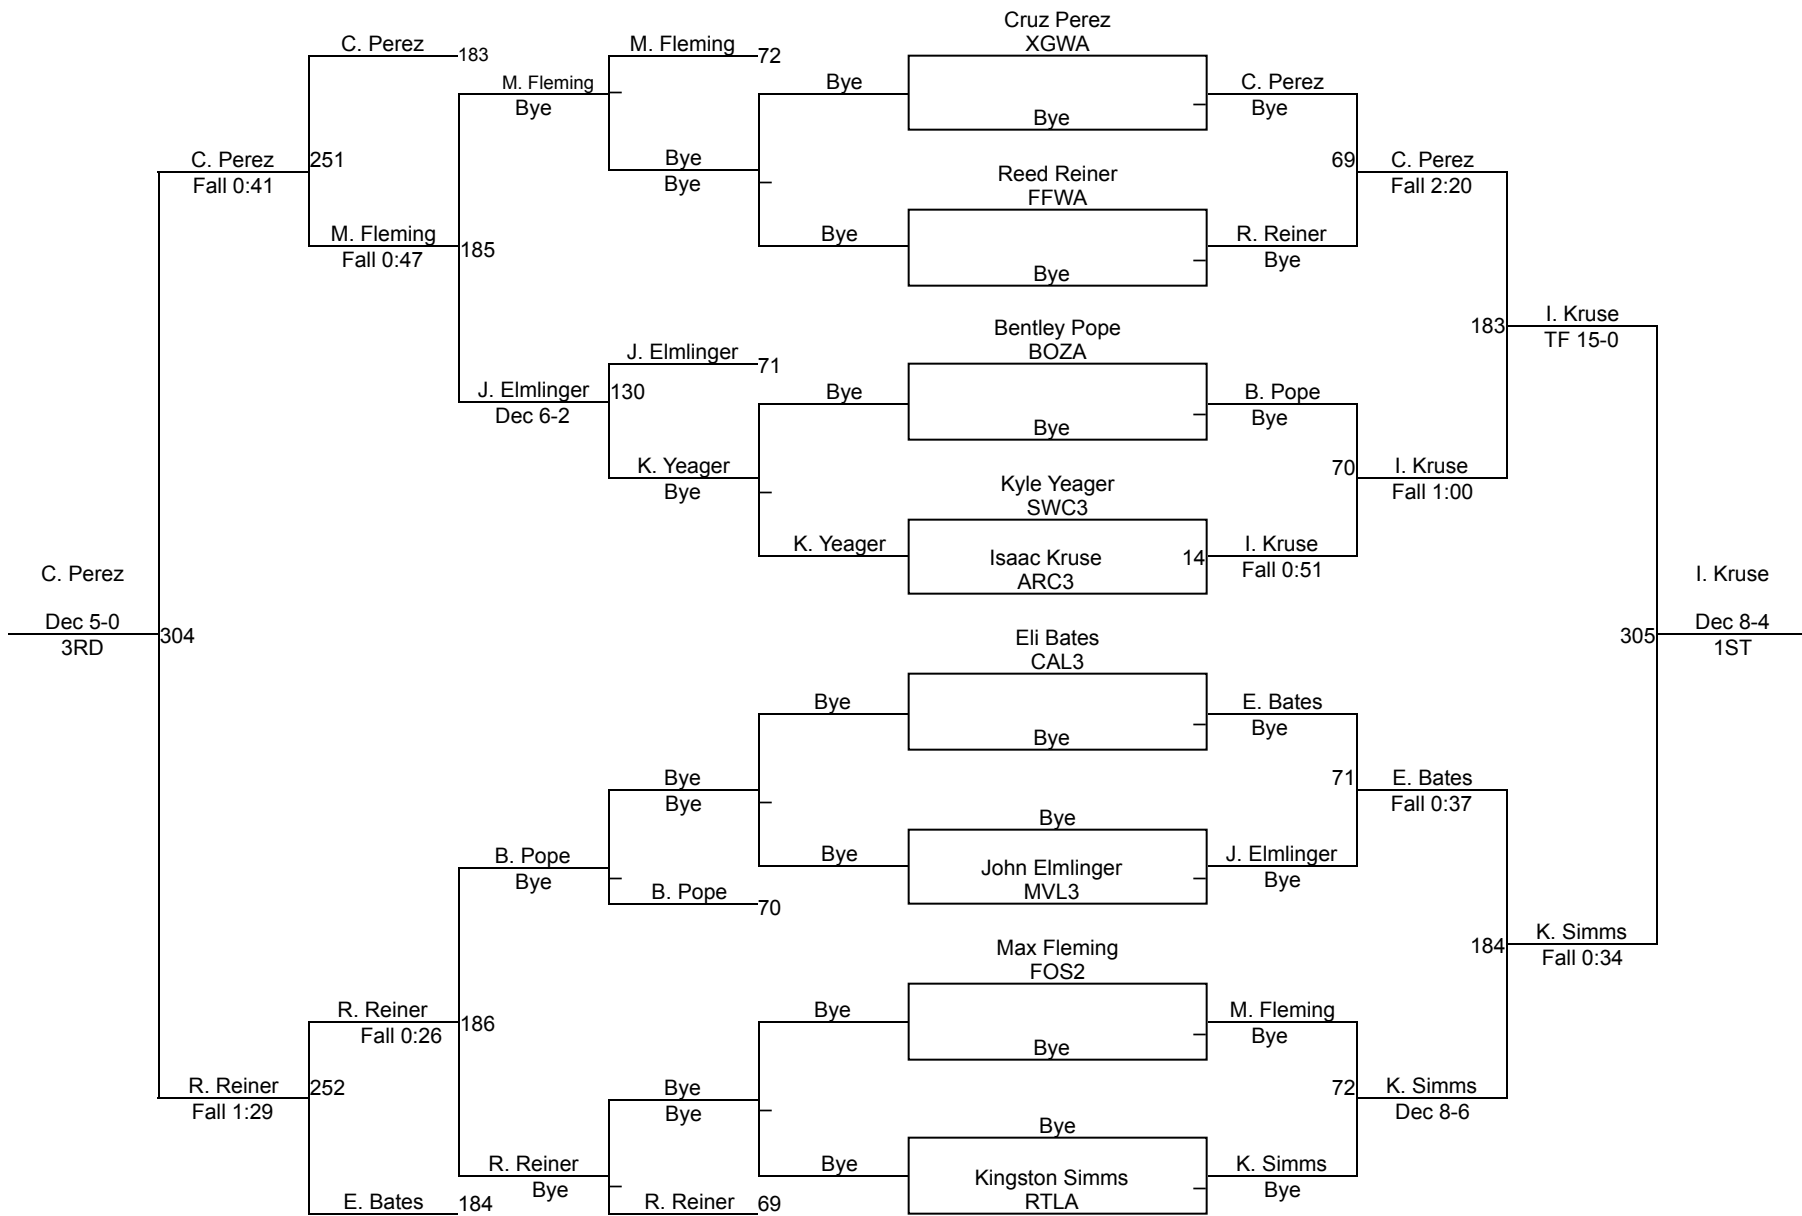 Cruz Perez
XGWA
Bye
Reed Reiner
FFWA
Bye
Bentley Pope
BOZA
Bye
Kyle Yeager
SWC3
Isaac Kruse
ARC3
14
Eli Bates
CAL3
Bye
Bye
John Elmlinger
MVL3
Max Fleming
FOS2
Bye
Bye
Kingston Simms
RTLA
C. Perez
Bye
R. Reiner
Bye
B. Pope
Bye
I. Kruse
Fall 0:51
E. Bates
Bye
J. Elmlinger
Bye
M. Fleming
Bye
K. Simms
Bye
69
C. Perez
Fall 2:20
70
I. Kruse
Fall 1:00
71
E. Bates
Fall 0:37
72
K. Simms
Dec 8-6
183
I. Kruse
TF 15-0
184
K. Simms
Fall 0:34
305
I. Kruse
Dec 8-4
1ST
Bye
Bye
Bye
K. Yeager
Bye
Bye
Bye
Bye
M. Fleming
72
Bye
Bye
J. Elmlinger
71
K. Yeager
Bye
Bye
Bye
B. Pope
70
Bye
Bye
R. Reiner
69
M. Fleming
Bye
J. Elmlinger
Dec 6-2
130
B. Pope
Bye
R. Reiner
Bye
C. Perez
183
M. Fleming
Fall 0:47
185
R. Reiner
Fall 0:26
186
E. Bates
184
C. Perez
Fall 0:41
251
R. Reiner
Fall 1:29
252
C. Perez
Dec 5-0
3RD
304